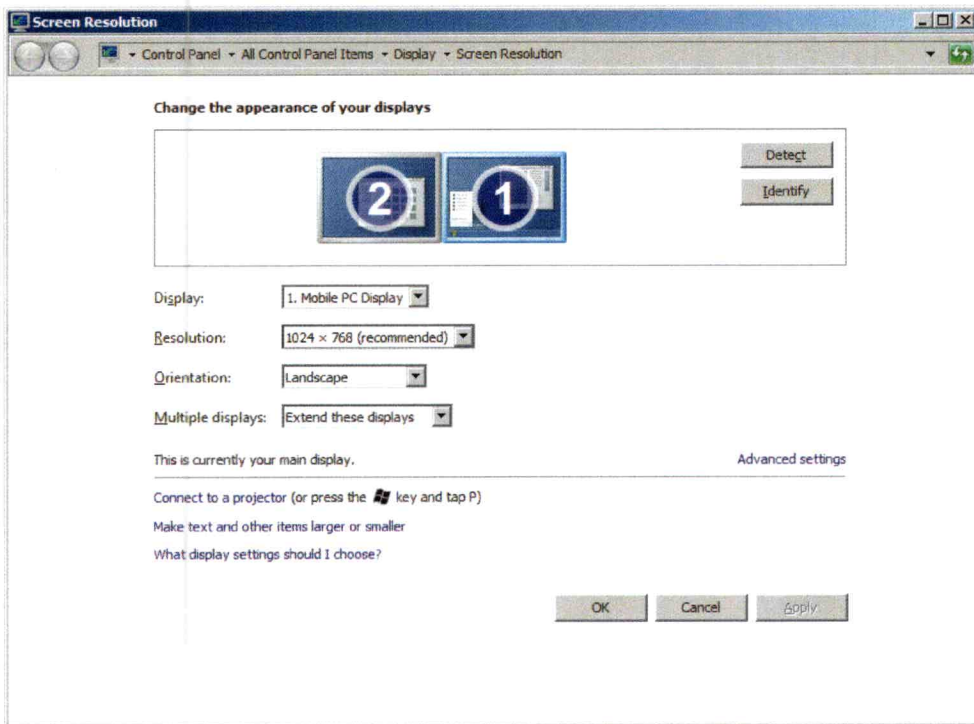 Screen Resolution
Control Panel All Control Panel Items Display Screen Resolution
Change the appearance of your displays
2 1
Detect
Identify
Display: 1. Mobile PC Display
Resolution: 1024 × 768 (recommended)
Orientation: Landscape
Multiple displays: Extend these displays
This is currently your main display. Advanced settings
Connect to a projector (or press the key and tap P)
Make text and other items larger or smaller
What display settings should I choose?
OK Cancel Apply